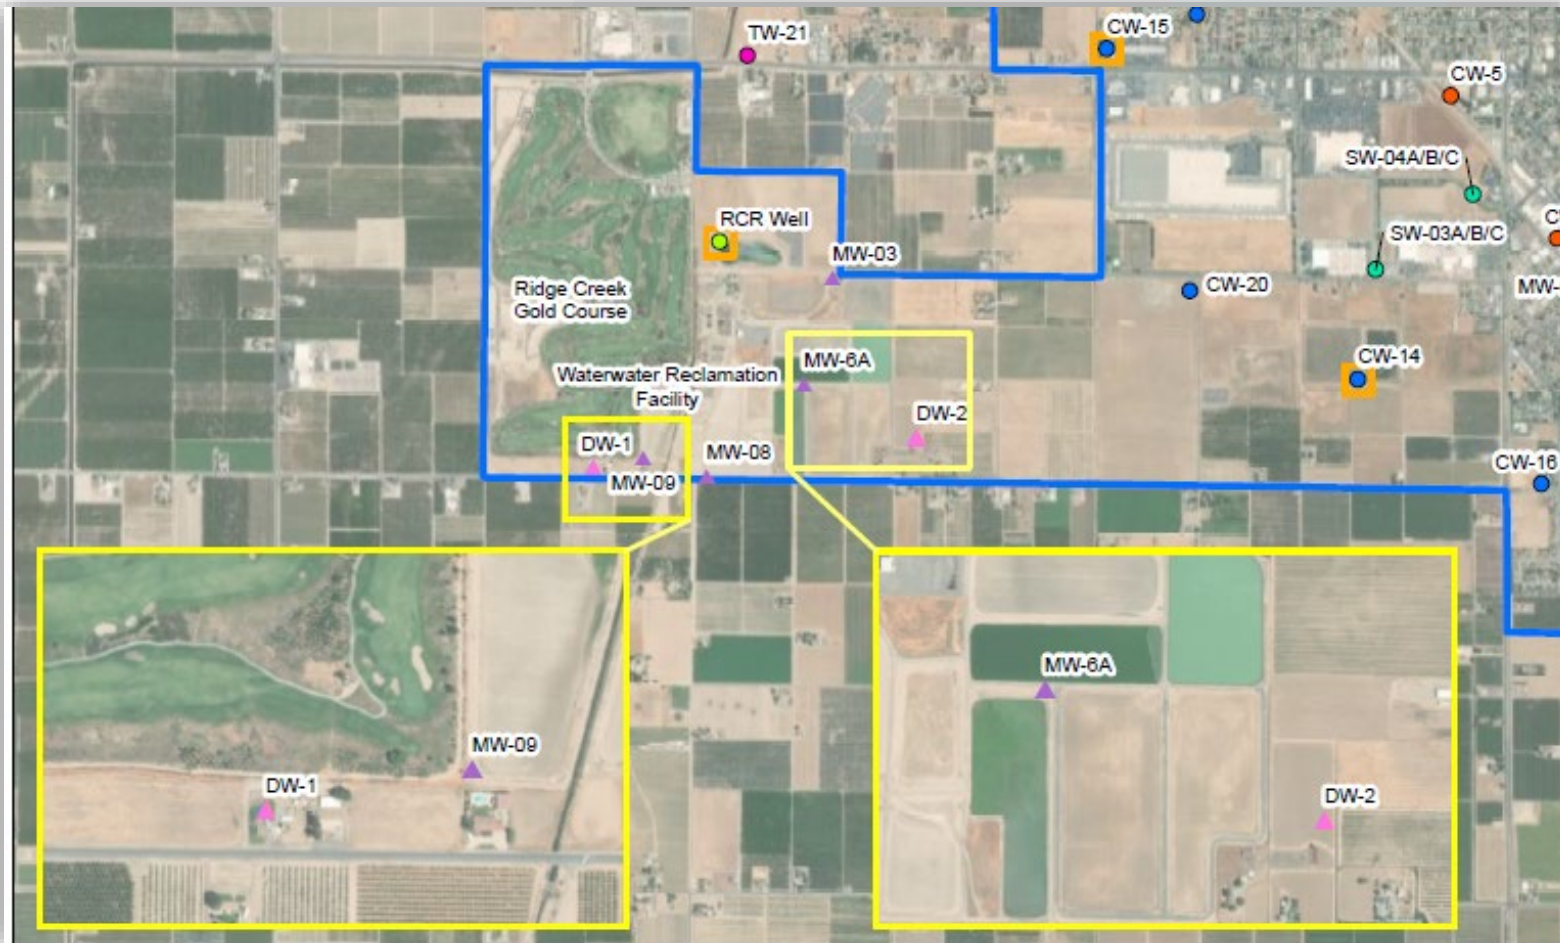 TW-21
CW-15
CW-5
SW-04A/B/C
RCR Well
SW-03A/B/C
C
MW-03
Ridge Creek
Gold Course
CW-20
MW-
MW-6A
CW-14
Waterwater Reclamation
Facility
DW-2
DW-1
MW-08
MW-09
CW-16
MW-6A
MW-09
DW-1
DW-2